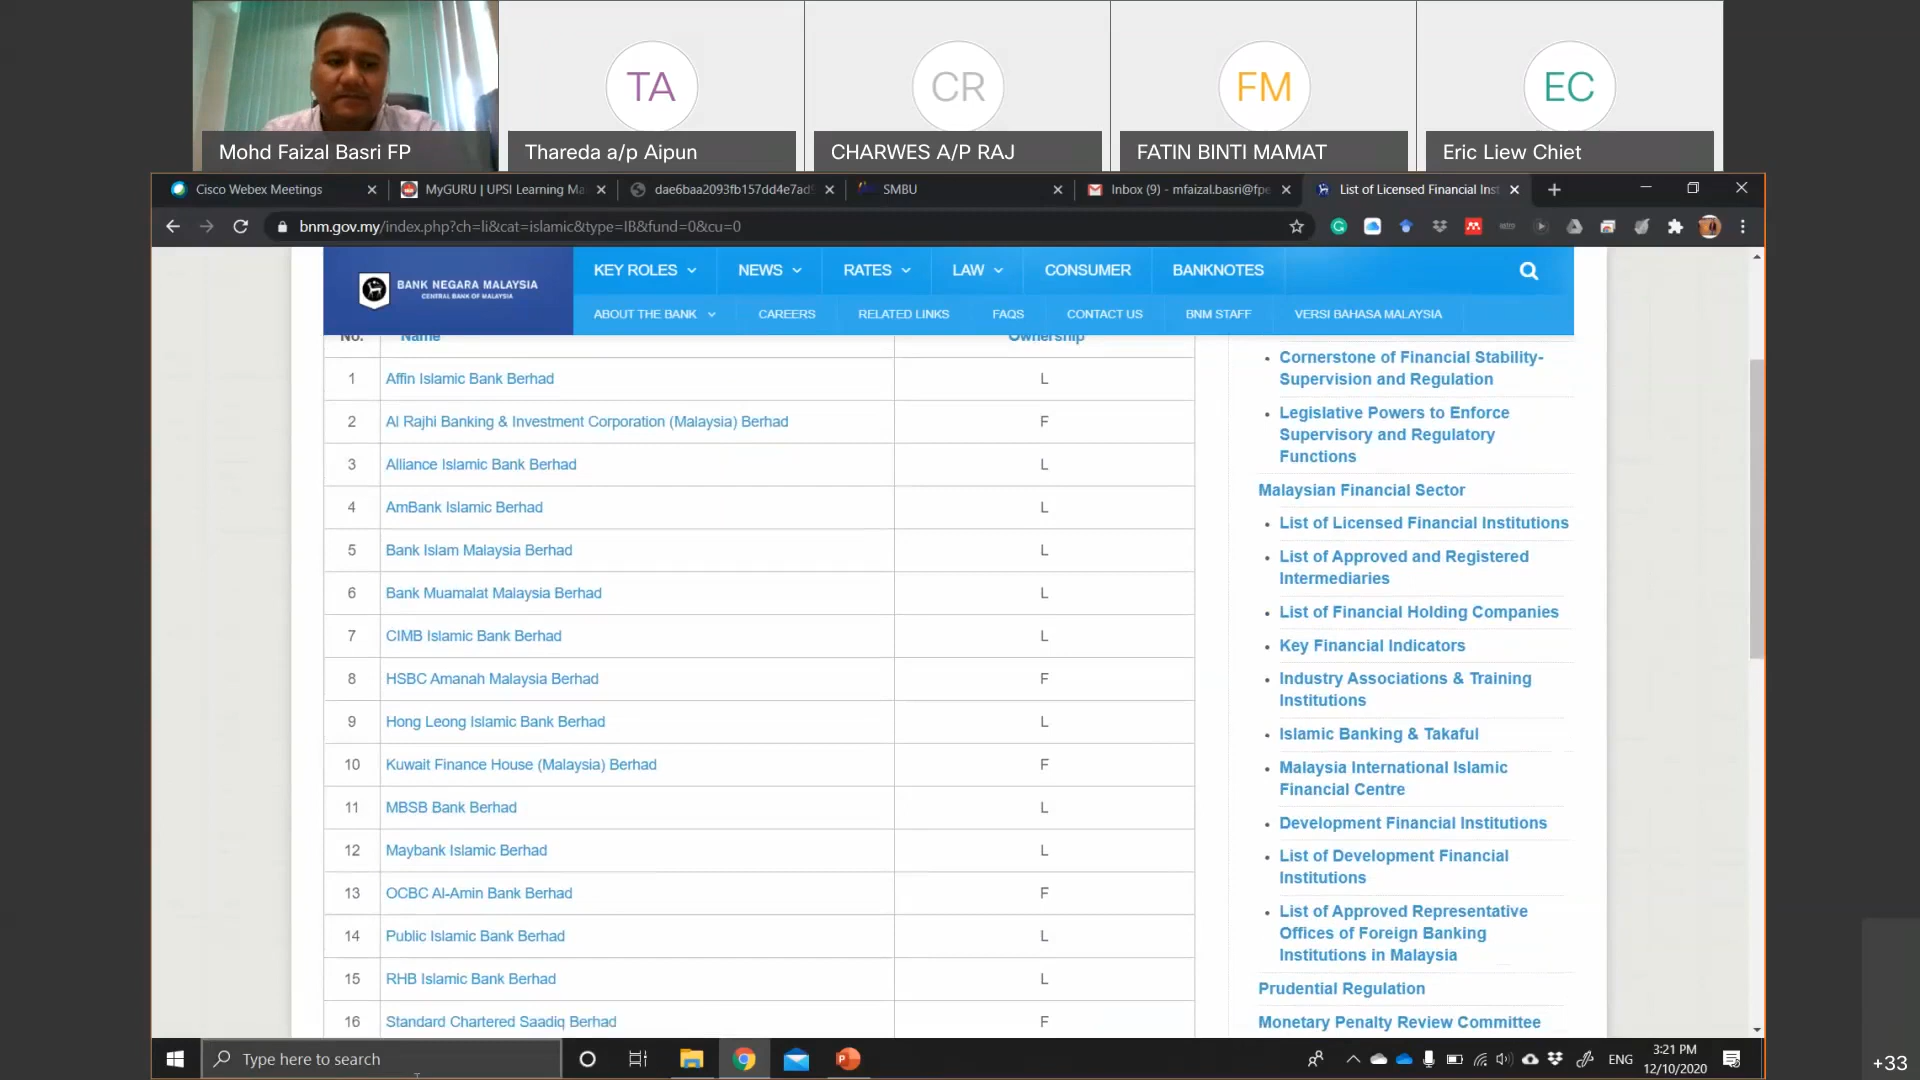 TA
CR
FM
EC
Mohd Faizal Basri FP
Thareda a/p Aipun
CHARWES A/P RAJ
FATIN BINTI MAMAT
Eric Liew Chiet
Cisco Webex Meetings
MyGURU | UPSI Learning Ma
dae6baa2093fb157dd4e7ad9
SMBU
Inbox (9) - mfaizal.basri@fpe
List of Licensed Financial Inst
bnm.gov.my/index.php?ch=li&cat=islamic&type=IB&fund=0&cu=0
BANK NEGARA MALAYSIA
CENTRAL BANK OF MALAYSIA
KEY ROLES
NEWS
RATES
LAW
CONSUMER
BANKNOTES
ABOUT THE BANK
CAREERS
RELATED LINKS
FAQS
CONTACT US
BNM STAFF
VERSI BAHASA MALAYSIA
No. Name Ownership
1 Affin Islamic Bank Berhad L
2 Al Rajhi Banking & Investment Corporation (Malaysia) Berhad F
3 Alliance Islamic Bank Berhad L
4 AmBank Islamic Berhad L
5 Bank Islam Malaysia Berhad L
6 Bank Muamalat Malaysia Berhad L
7 CIMB Islamic Bank Berhad L
8 HSBC Amanah Malaysia Berhad F
9 Hong Leong Islamic Bank Berhad L
10 Kuwait Finance House (Malaysia) Berhad F
11 MBSB Bank Berhad L
12 Maybank Islamic Berhad L
13 OCBC Al-Amin Bank Berhad F
14 Public Islamic Bank Berhad L
15 RHB Islamic Bank Berhad L
16 Standard Chartered Saadiq Berhad F
Cornerstone of Financial Stability-
Supervision and Regulation
Legislative Powers to Enforce
Supervisory and Regulatory
Functions
Malaysian Financial Sector
List of Licensed Financial Institutions
List of Approved and Registered
Intermediaries
List of Financial Holding Companies
Key Financial Indicators
Industry Associations & Training
Institutions
Islamic Banking & Takaful
Malaysia International Islamic
Financial Centre
Development Financial Institutions
List of Development Financial
Institutions
List of Approved Representative
Offices of Foreign Banking
Institutions in Malaysia
Prudential Regulation
Monetary Penalty Review Committee
Type here to search
ENG
3:21 PM
12/10/2020
+33